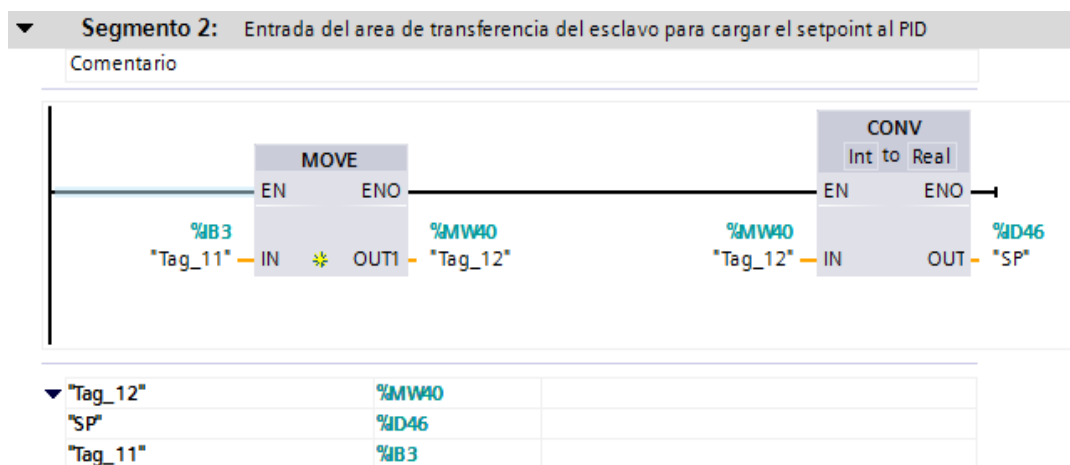 Segmento 2: Entrada del area de transferencia del esclavo para cargar el setpoint al PID
Comentario
MOVE
EN ENO
%IB3
"Tag_11" IN
OUT1 "Tag_12"
%MW40
CONV
Int to Real
EN ENO
%MW40
"Tag_12" IN
OUT "SP"
%ID46
"Tag_12" %MW40
"SP" %ID46
"Tag_11" %IB3